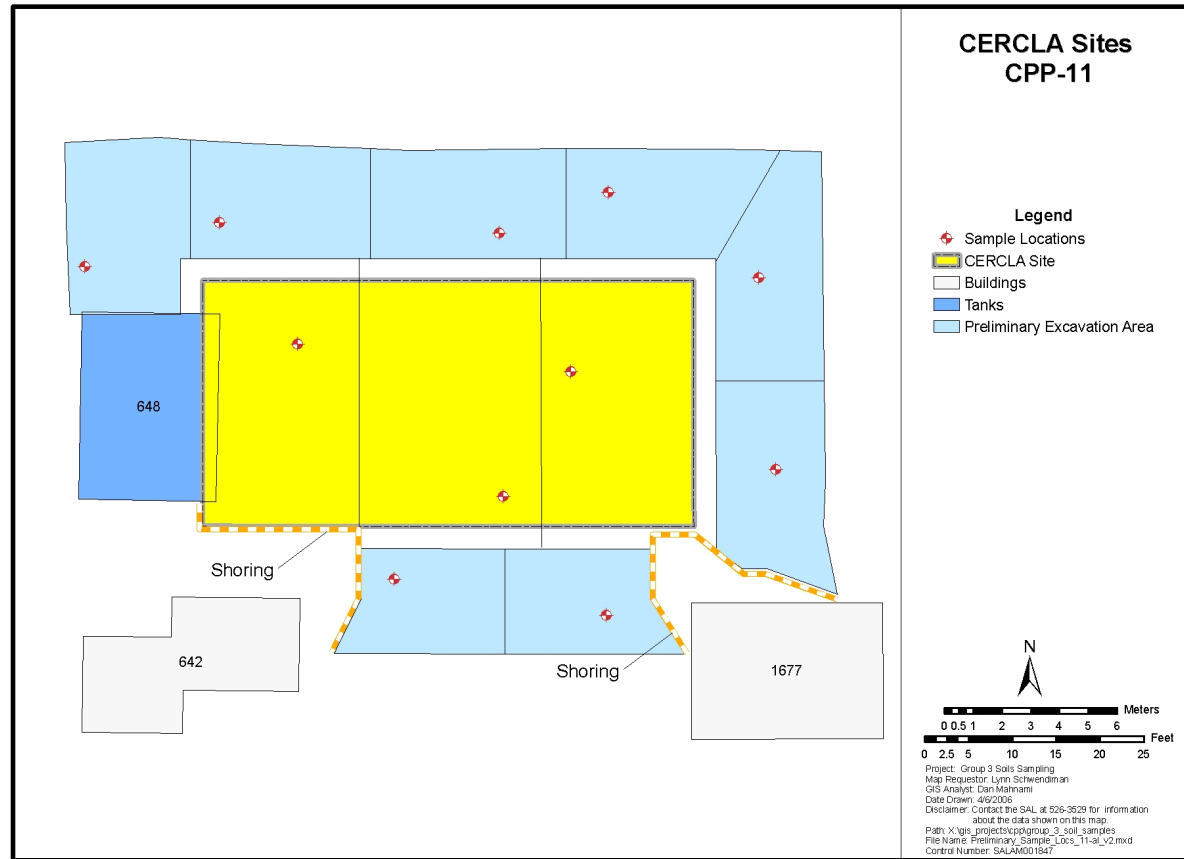 CERCLA Sites
CPP-11
Legend
Sample Locations
CERCLA Site
Buildings
Tanks
Preliminary Excavation Area
648
Shoring
642
Shoring
1677
N
Meters
0 0.5 1 2 3 4 5 6
Feet
0 2.5 5 10 15 20 25
Project: Group 3 Soils Sampling
Map Requestor: Lynn Schwendiman
GIS Analyst: Dan Mahnami
Date Drawn: 4/6/2006
Disclaimer: Contact the SAL at 526-3529 for information
about the data shown on this map.
Path: X:\gis_projects\cpp\group_3_soil_samples
File Name: Preliminary_Sample_Locs_11-al_v2.mxd
Control Number: SALAM001847